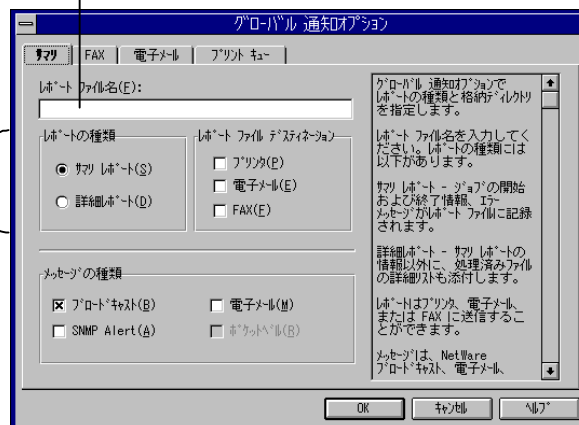 ｸﾞﾛｰﾊﾞﾙ 通知ｵﾌﾟｼｮﾝ
ｻﾏﾘ
FAX
電子ﾒｰﾙ
ﾌﾟﾘﾝﾄ ｷｭｰ
ﾚﾎﾟｰﾄ ﾌｧｲﾙ名(F):
ﾚﾎﾟｰﾄの種類
ｻﾏﾘ ﾚﾎﾟｰﾄ(S)
詳細ﾚﾎﾟｰﾄ(D)
ﾚﾎﾟｰﾄ ﾌｧｲﾙ ﾃﾞｽﾃｨﾈｰｼｮﾝ
ﾌﾟﾘﾝﾀ(P)
電子ﾒｰﾙ(E)
FAX(F)
ﾒｯｾｰｼﾞの種類
ﾌﾞﾛｰﾄﾞｷｬｽﾄ(B)
電子ﾒｰﾙ(M)
SNMP Alert(A)
ﾎﾟｹｯﾄﾍﾞﾙ(R)
ｸﾞﾛｰﾊﾞﾙ 通知ｵﾌﾟｼｮﾝで
ﾚﾎﾟｰﾄの種類と格納ﾃﾞｨﾚｸﾄﾘ
を指定します。
ﾚﾎﾟｰﾄ ﾌｧｲﾙ名を入力してく
ださい。ﾚﾎﾟｰﾄの種類には
以下があります。
ｻﾏﾘ ﾚﾎﾟｰﾄ - ｼﾞｮﾌﾞの開始
および終了情報、ｴﾗｰ
ﾒｯｾｰｼﾞがﾚﾎﾟｰﾄ ﾌｧｲﾙに記録
されます。
詳細ﾚﾎﾟｰﾄ - ｻﾏﾘ ﾚﾎﾟｰﾄの
情報以外に、処理済みﾌｧｲﾙ
の詳細ﾘｽﾄも添付します。
ﾚﾎﾟｰﾄはﾌﾟﾘﾝﾀ、電子ﾒｰﾙ、
または FAX に送信するこ
とができます。
ﾒｯｾｰｼﾞは、NetWare
ﾌﾞﾛｰﾄﾞｷｬｽﾄ、電子ﾒｰﾙ、
OK
ｷｬﾝｾﾙ
ﾍﾙﾌﾟ